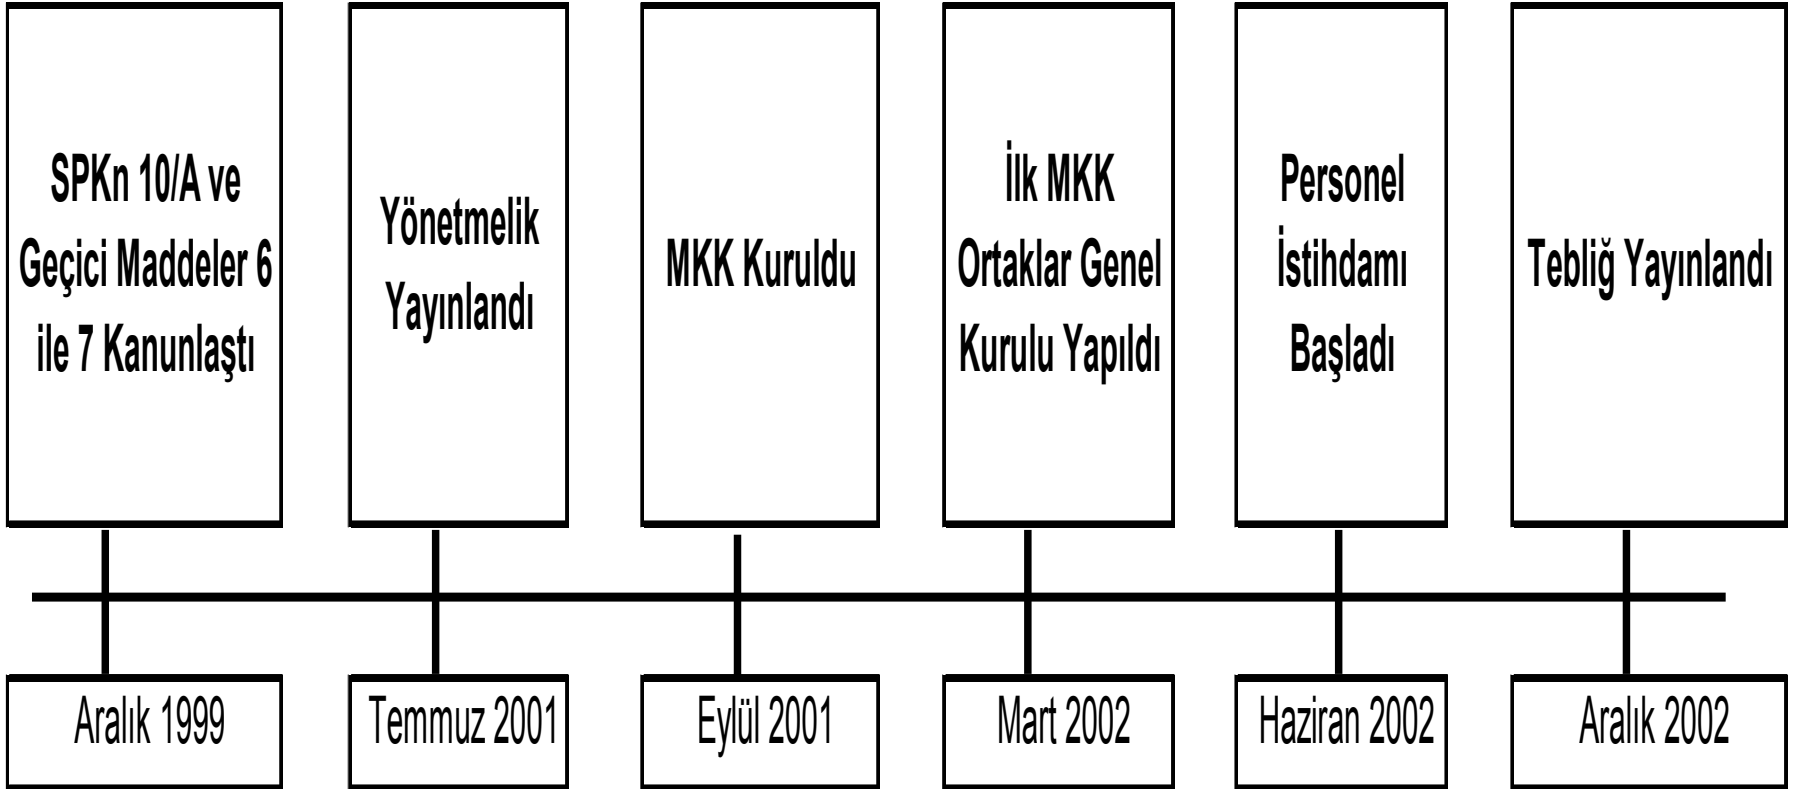 SPKn 10/A ve
Geçici Maddeler 6
ile 7 Kanunlaştı
Yönetmelik
Yayınlandı
MKK Kuruldu
İlk MKK
Ortaklar Genel
Kurulu Yapıldı
Personel
İstihdamı
Başladı
Tebliğ Yayınlandı
Aralık 1999
Temmuz 2001
Eylül 2001
Mart 2002
Haziran 2002
Aralık 2002